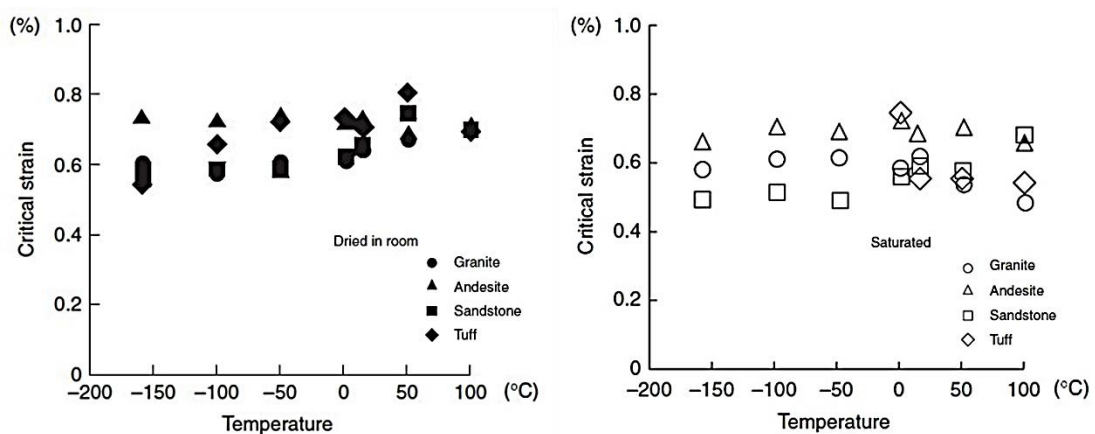 (%)
1.0
0.8
0.6
0.4
0.2
0
Critical strain
Dried in room
Granite
Andesite
Sandstone
Tuff
−200 −150 −100 −50 0 50 100 (°C)
Temperature
(%)
1.0
0.8
0.6
0.4
0.2
0
Critical strain
Saturated
Granite
Andesite
Sandstone
Tuff
−200 −150 −100 −50 0 50 100 (°C)
Temperature